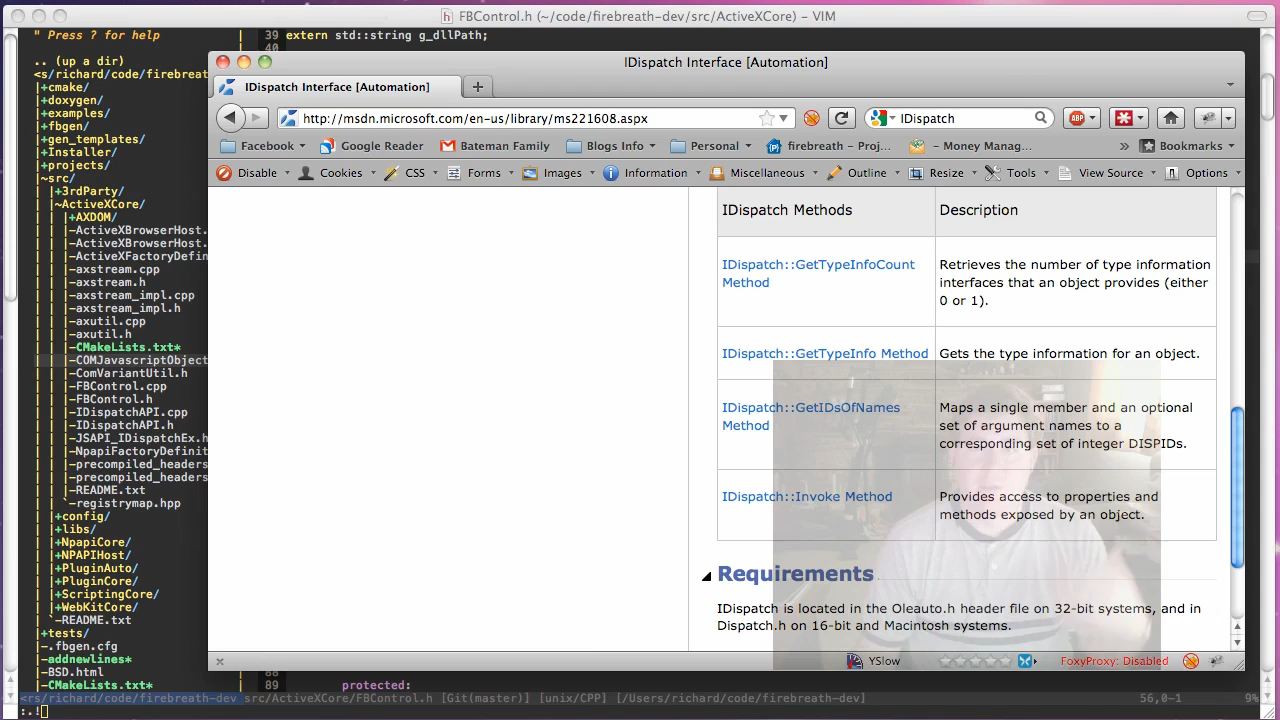 FBControl.h (~/code/firebreath-dev/src/ActiveXCore) – VIM
" Press ? for help
39 extern std::string g_dllPath;
40
.. (up a dir)
<s/richard/code/firebreat
|+cmake/
|+doxygen/
|+examples/
|+fbgen/
|+gen_templates/
|+Installer/
|+projects/
|~src/
| |+3rdParty/
| |~ActiveXCore/
| | |+AXDOM/
| | |-ActiveXBrowserHost.
| | |-ActiveXBrowserHost.
| | |-ActiveXFactoryDefin
| | |-axstream.cpp
| | |-axstream.h
| | |-axstream_impl.cpp
| | |-axstream_impl.h
| | |-axutil.cpp
| | |-axutil.h
| | |-CMakeLists.txt*
| | |-COMJavascriptObject
| | |-ComVariantUtil.h
| | |-FBControl.cpp
| | |-FBControl.h
| | |-IDispatchAPI.cpp
| | |-IDispatchAPI.h
| | |-JSAPI_IDispatchEx.h
| | |-NpapiFactoryDefinit
| | |-precompiled_headers
| | |-precompiled_headers
| | |-README.txt
| | `-registrymap.hpp
| |+config/
| |+libs/
| |+NpapiCore/
| |+NPAPIHost/
| |+PluginAuto/
| |+PluginCore/
| |+ScriptingCore/
| |+WebKitCore/
| `-README.txt
|+tests/
|-.fbgen.cfg
|-addnewlines*
|-BSD.html
|-CMakeLists.txt*
88
89 protected:
<rs/richard/code/firebreath-dev src/ActiveXCore/FBControl.h [Git(master)] [unix/CPP] [/Users/richard/code/firebreath-dev] 56,0-1 9%
:.!
IDispatch Interface [Automation]
IDispatch Interface [Automation]
http://msdn.microsoft.com/en-us/library/ms221608.aspx
IDispatch
ABP
Facebook Google Reader Bateman Family Blogs Info Personal firebreath - Proj... - Money Manag... » Bookmarks
Disable Cookies CSS Forms Images Information Miscellaneous Outline Resize Tools View Source Options
IDispatch Methods Description
IDispatch::GetTypeInfoCount
Method
Retrieves the number of type information
interfaces that an object provides (either
0 or 1).
IDispatch::GetTypeInfo Method
Gets the type information for an object.
IDispatch::GetIDsOfNames
Method
Maps a single member and an optional
set of argument names to a
corresponding set of integer DISPIDs.
IDispatch::Invoke Method
Provides access to properties and
methods exposed by an object.
Requirements
IDispatch is located in the Oleauto.h header file on 32-bit systems, and in
Dispatch.h on 16-bit and Macintosh systems.
YSlow
FoxyProxy: Disabled